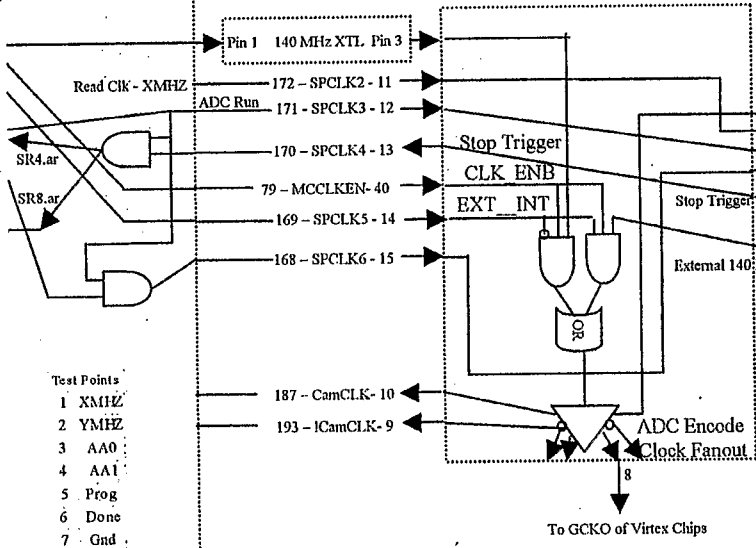 Pin 1 140 MHz XTL Pin 3
Read Clk - XMHZ 172 - SPCLK2 - 11
ADC Run 171 - SPCLK3 - 12
SR4.ar 170 - SPCLK4 - 13 Stop Trigger
79 - MCCLKEN- 40 CLK_ENB
SR8.ar 169 - SPCLK5 - 14 EXT_INT Stop Trigger
168 - SPCLK6 - 15 External 140
OR
Test Points
1 XMHZ
187 - CamCLK- 10
2 YMHZ
193 - !CamCLK- 9 ADC Encode
3 AA0 Clock Fanout
4 AA1
8
5 Prog
6 Done To GCKO of Virtex Chips
7 Gnd